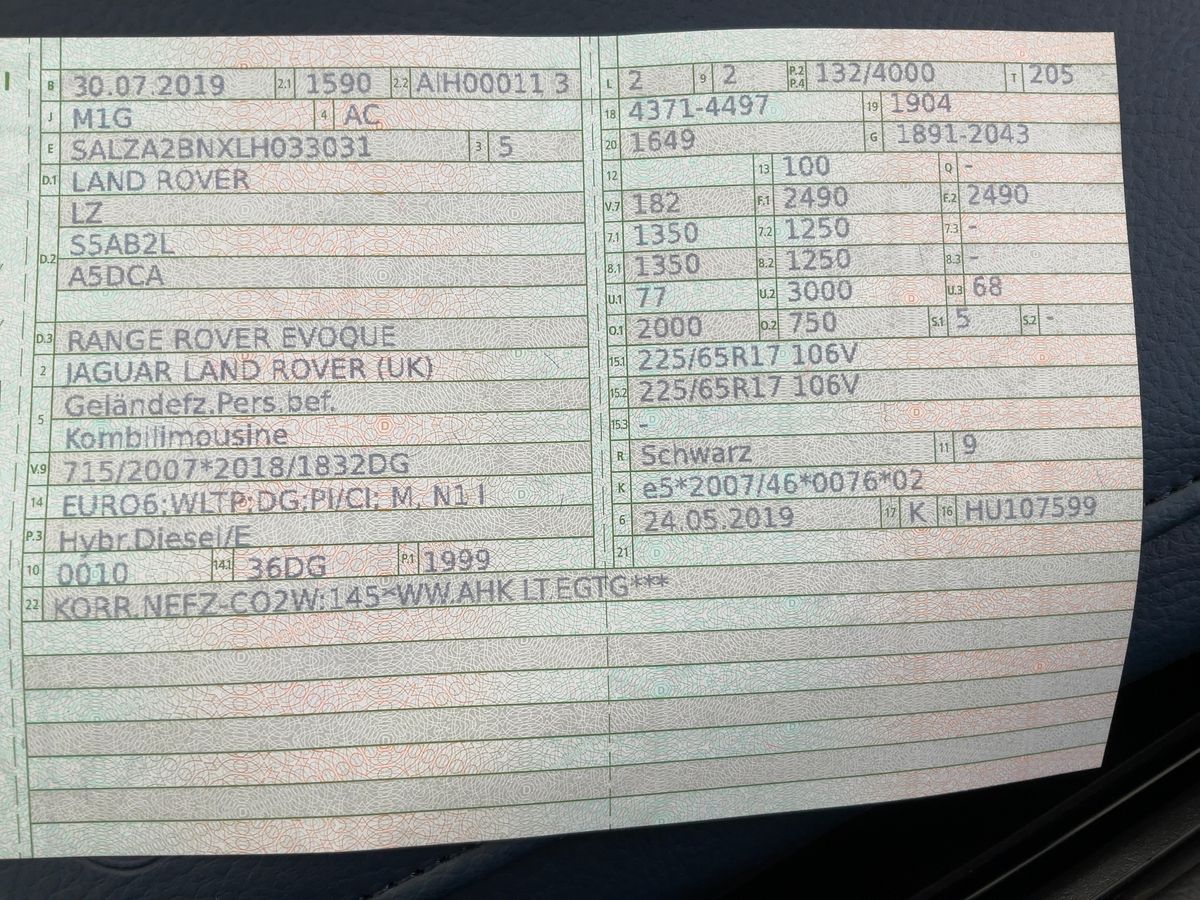 B 30.07.2019 2.1 1590 2.2 AIH00011 3
J M1G 4 AC
E SALZA2BNXLH033031 3 5
D.1 LAND ROVER
D.2 LZ
S5AB2L
A5DCA
D.3 RANGE ROVER EVOQUE
2 JAGUAR LAND ROVER (UK)
5 Geländefz.Pers.bef.
Kombilimousine
V.9 715/2007*2018/1832DG
14 EURO6;WLTP;DG;PI/CI; M, N1 I
P.3 Hybr.Diesel/E
10 0010 14.1 36DG P.1 1999
22 KORR.NEFZ-CO2W:145*WW.AHK LT.EGTG***
L 2 9 2 P.2 P.4 132/4000 T 205
18 4371-4497 19 1904
20 1649 G 1891-2043
12 13 100 Q -
V.7 182 F.1 2490 F.2 2490
7.1 1350 7.2 1250 7.3 -
8.1 1350 8.2 1250 8.3 -
U.1 77 U.2 3000 U.3 68
O.1 2000 O.2 750 S.1 5 S.2 -
15.1 225/65R17 106V
15.2 225/65R17 106V
15.3 -
R Schwarz 11 9
K e5*2007/46*0076*02
6 24.05.2019 17 K 16 HU107599
21